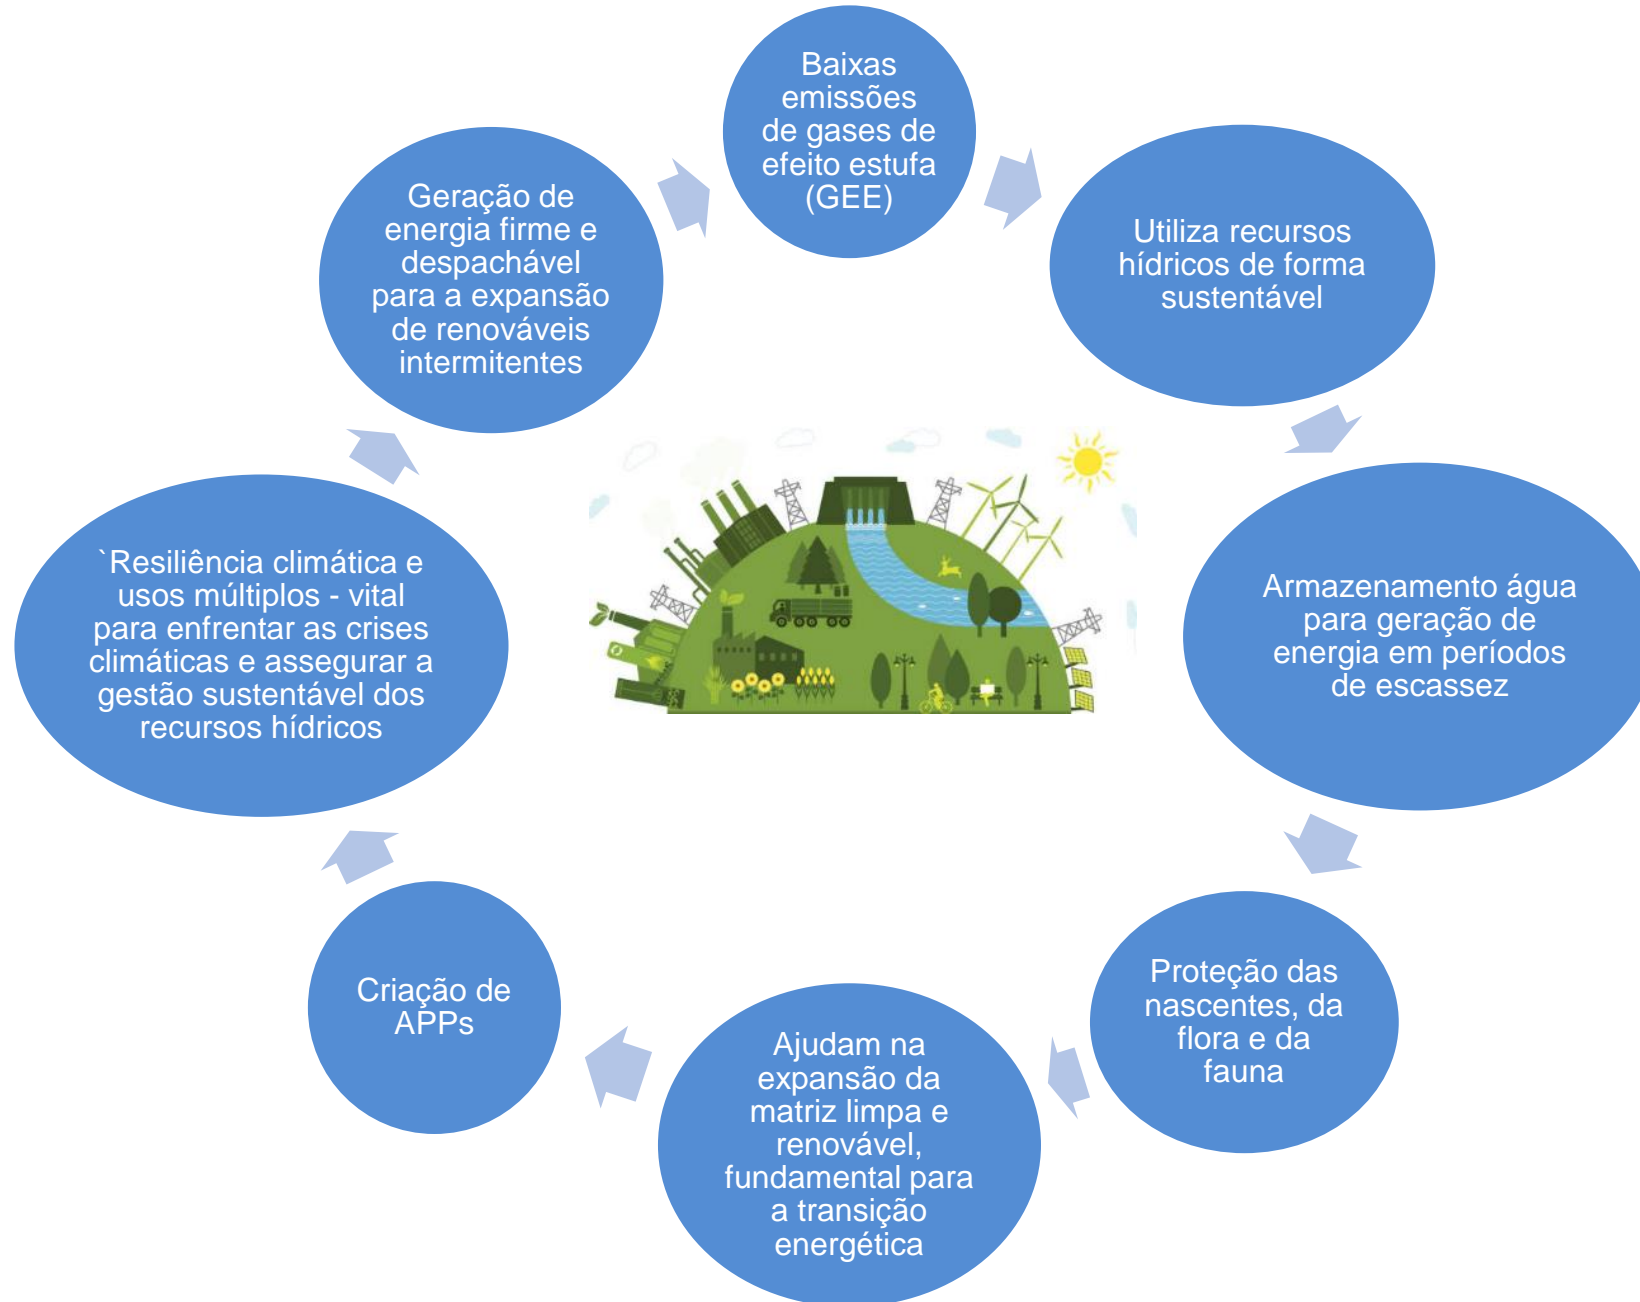 Baixas
emissões
de gases de
efeito estufa
(GEE)
Utiliza recursos
hídricos de forma
sustentável
Armazenamento água
para geração de
energia em períodos
de escassez
Proteção das
nascentes, da
flora e da
fauna
Ajudam na
expansão da
matriz limpa e
renovável,
fundamental para
a transição
energética
Criação de
APPs
`Resiliência climática e
usos múltiplos - vital
para enfrentar as crises
climáticas e assegurar a
gestão sustentável dos
recursos hídricos
Geração de
energia firme e
despachável
para a expansão
de renováveis
intermitentes